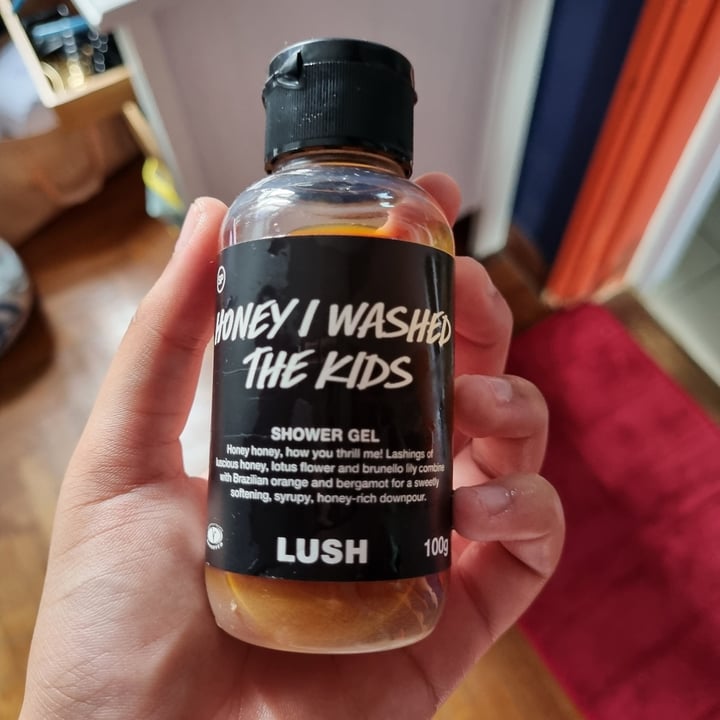 HONEY I WASHED
THE KIDS
SHOWER GEL
Honey honey, how you thrill me! Lashings of
luscious honey, lotus flower and brunello lily combine
with Brazilian orange and bergamot for a sweetly
softening, syrupy, honey-rich downpour.
LUSH
100g